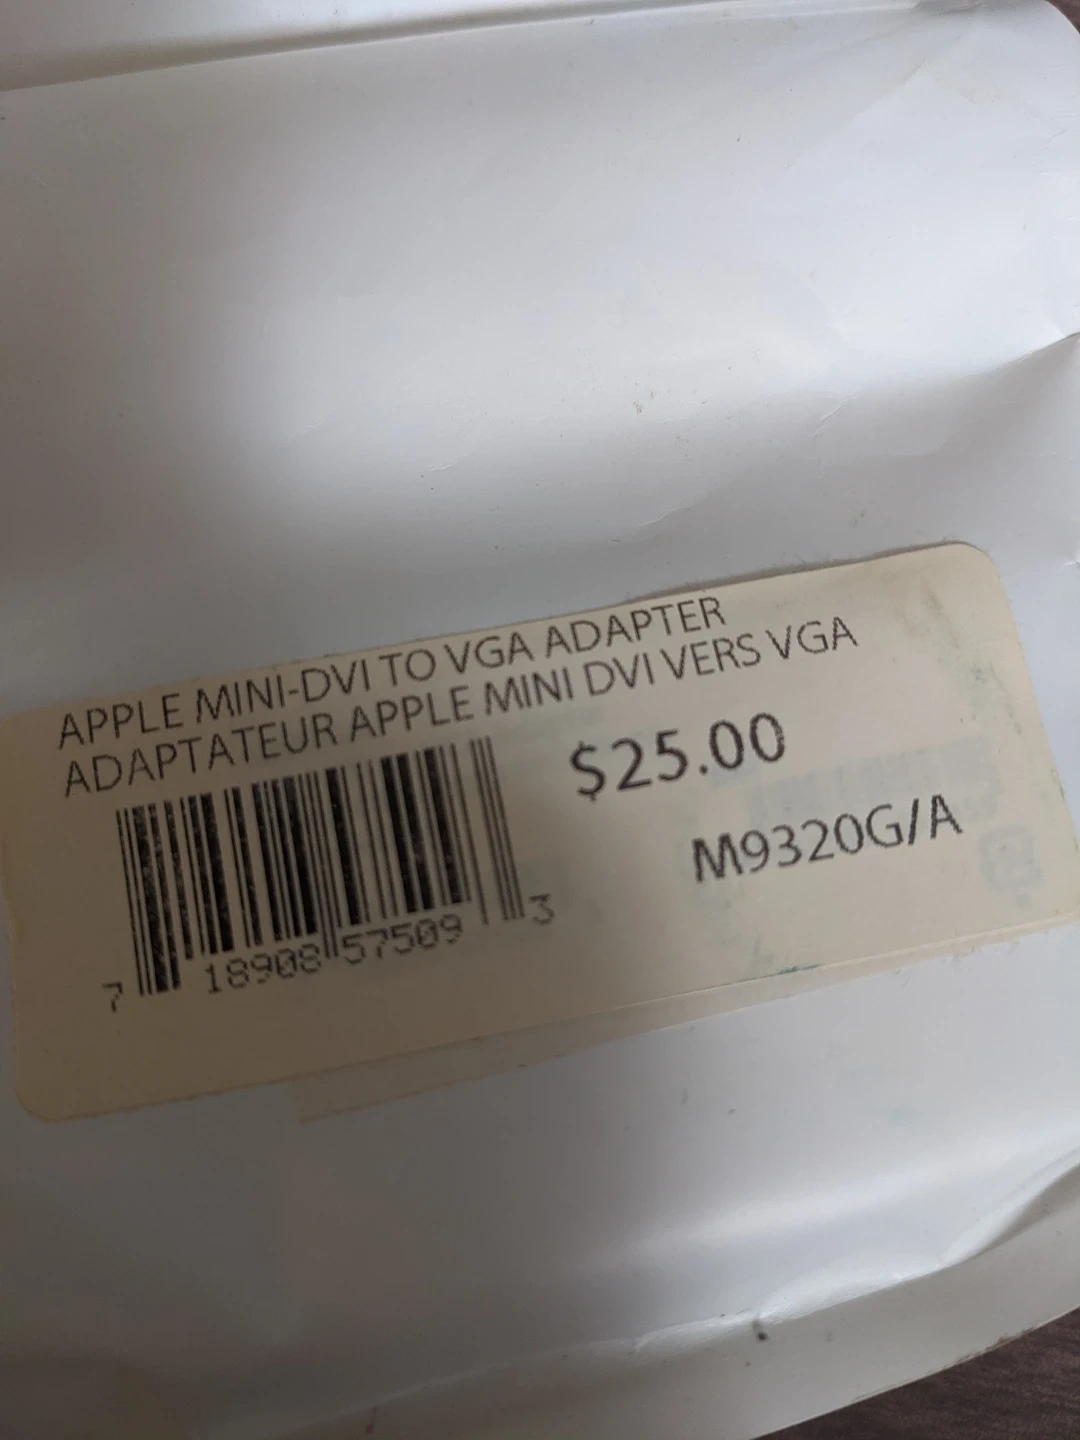 APPLE MINI-DVI TO VGA ADAPTER
ADAPTATEUR APPLE MINI DVI VERS VGA
$25.00
M9320G/A
7 18908 57509 3